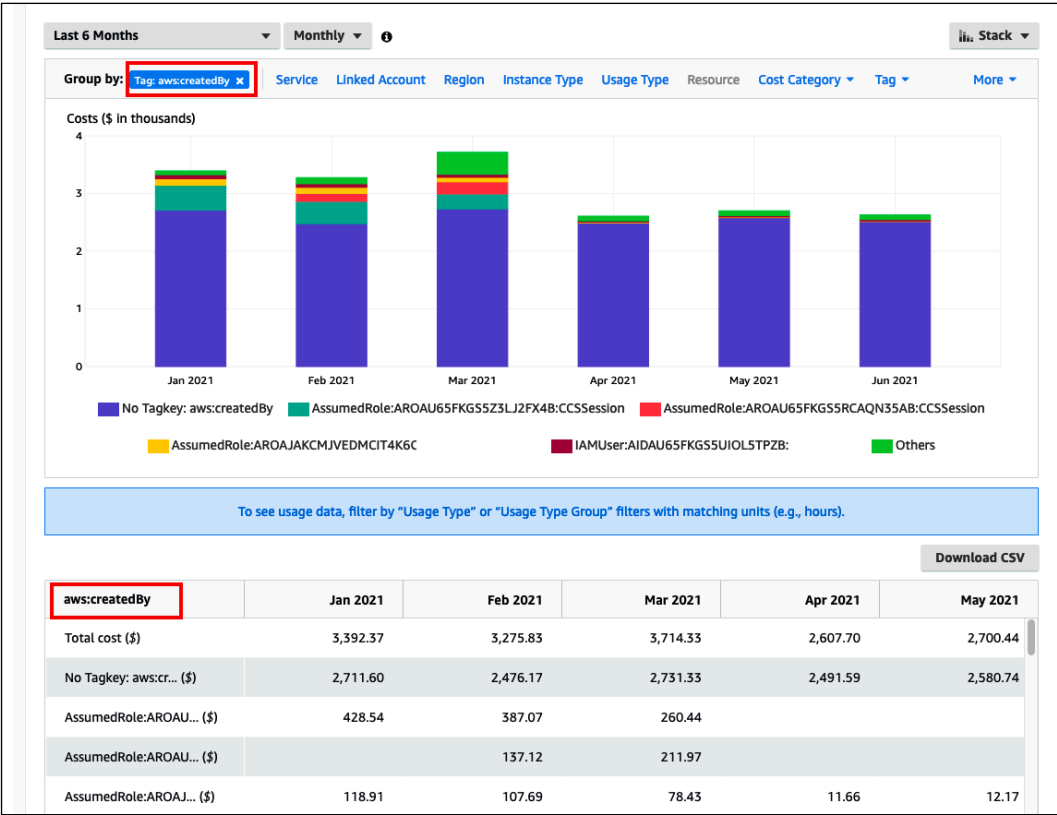 Last 6 Months Monthly Stack
Group by: Tag: aws:createdBy × Service Linked Account Region Instance Type Usage Type Resource Cost Category Tag More
Costs ($ in thousands)
4
3
2
1
0
Jan 2021 Feb 2021 Mar 2021 Apr 2021 May 2021 Jun 2021
No Tagkey: aws:createdBy AssumedRole:AROAU65FKGS5Z3LJ2FX4B:CCSSession AssumedRole:AROAU65FKGS5RCAQN35AB:CCSSession
AssumedRole:AROAJAKCMJVEDMCIT4K6C IAMUser:AIDAU65FKGS5UIOL5TPZB: Others
To see usage data, filter by “Usage Type” or “Usage Type Group” filters with matching units (e.g., hours).
Download CSV
aws:createdBy Jan 2021 Feb 2021 Mar 2021 Apr 2021 May 2021
Total cost ($) 3,392.37 3,275.83 3,714.33 2,607.70 2,700.44
No Tagkey: aws:cr... ($) 2,711.60 2,476.17 2,731.33 2,491.59 2,580.74
AssumedRole:AROAU... ($) 428.54 387.07 260.44
AssumedRole:AROAU... ($) 137.12 211.97
AssumedRole:AROAJ... ($) 118.91 107.69 78.43 11.66 12.17